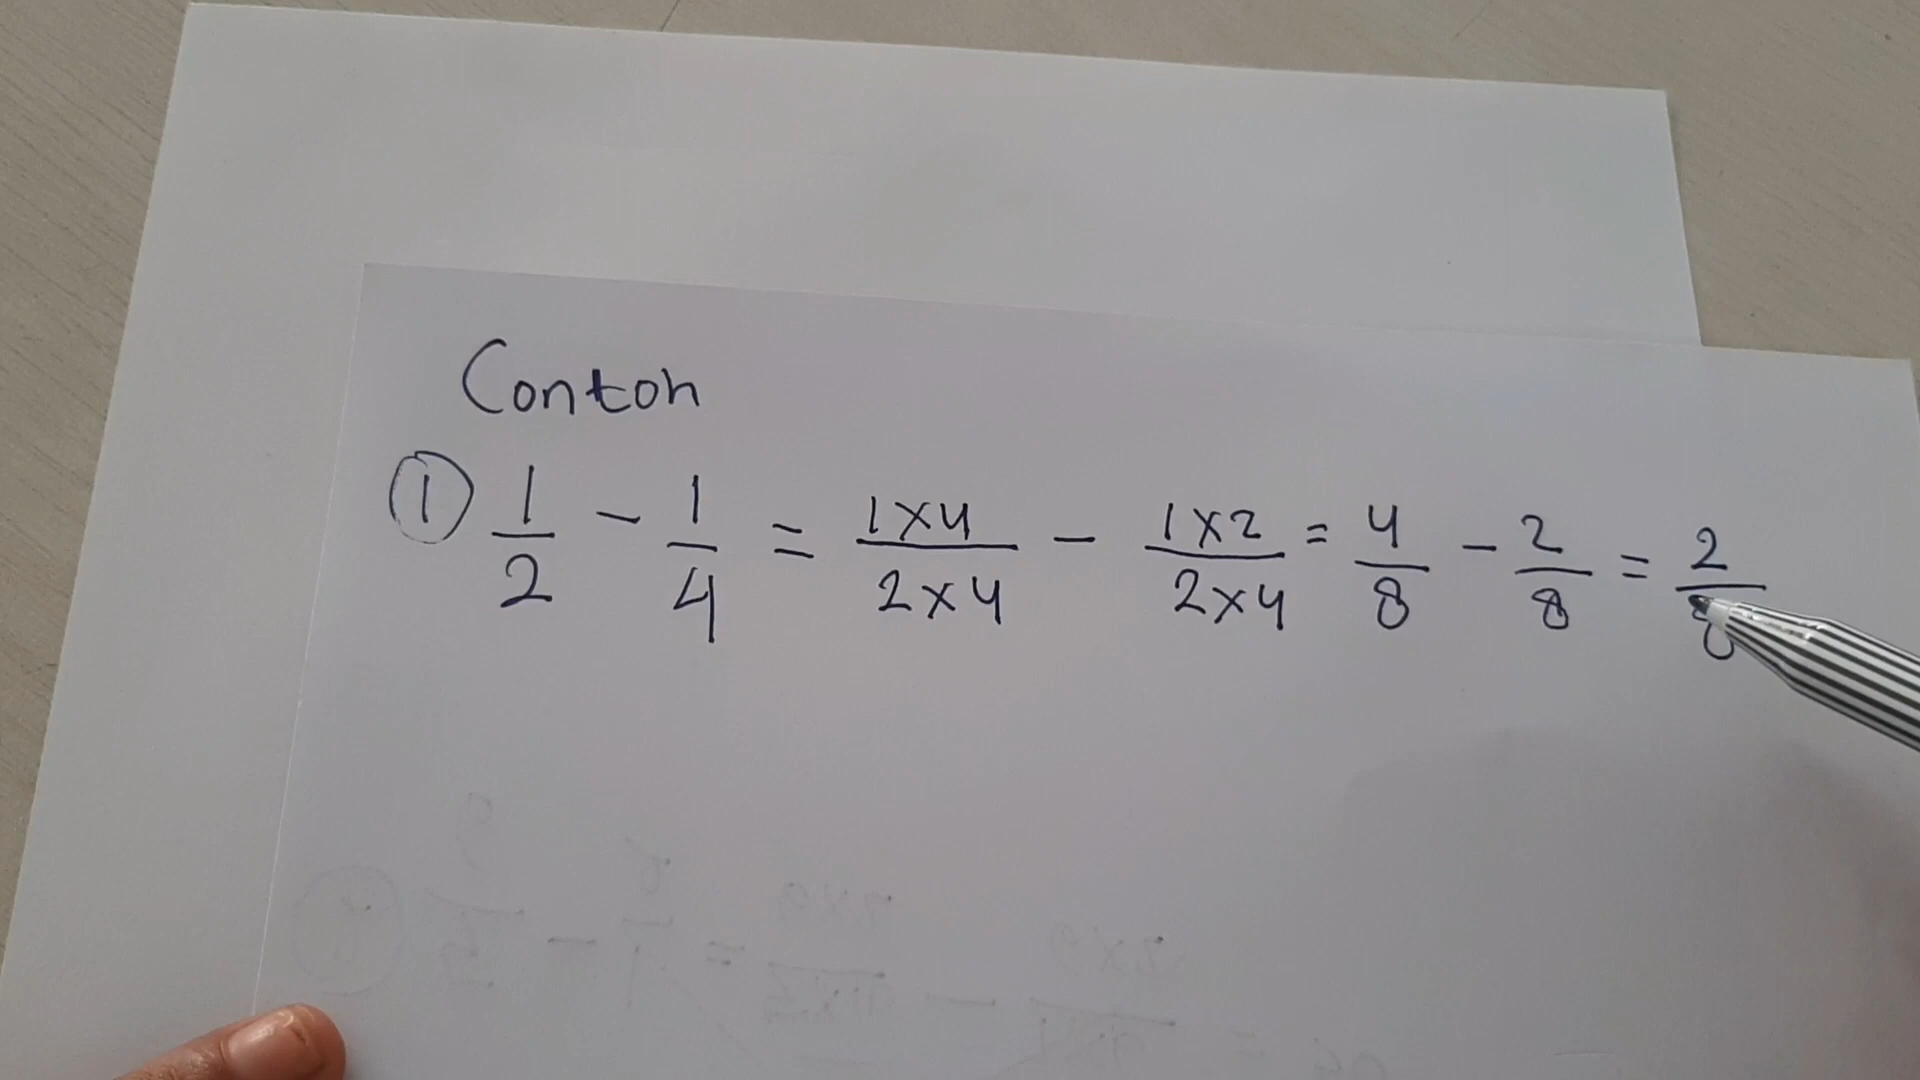 Contoh
① 1/2 - 1/4 = 1x4/2x4 - 1x2/2x4 = 4/8 - 2/8 = 2/8